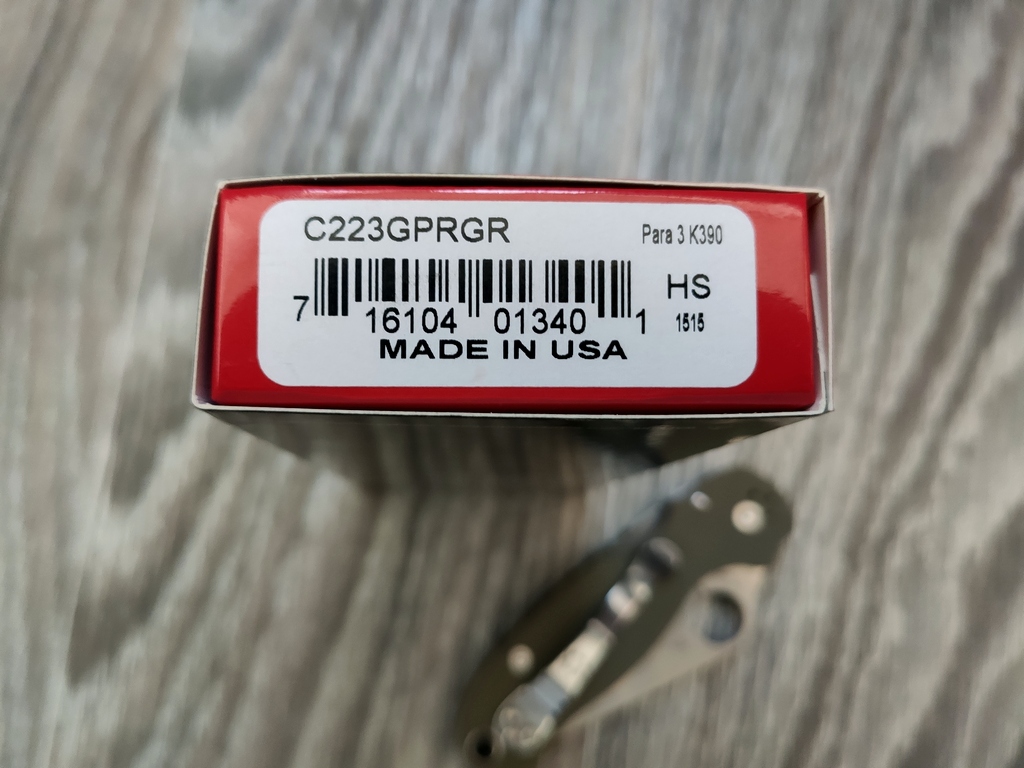 C223GPRGR
Para 3 K390
7 16104 01340 1
HS
1515
MADE IN USA